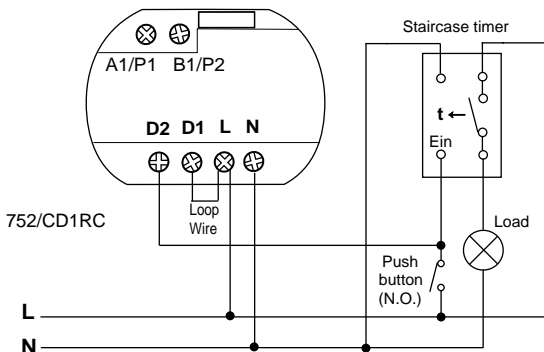 Staircase timer
A1/P1 B1/P2
D2 D1 L N
t
Ein
Loop
Wire
752/CD1RC
Load
Push
button
(N.O.)
L
N